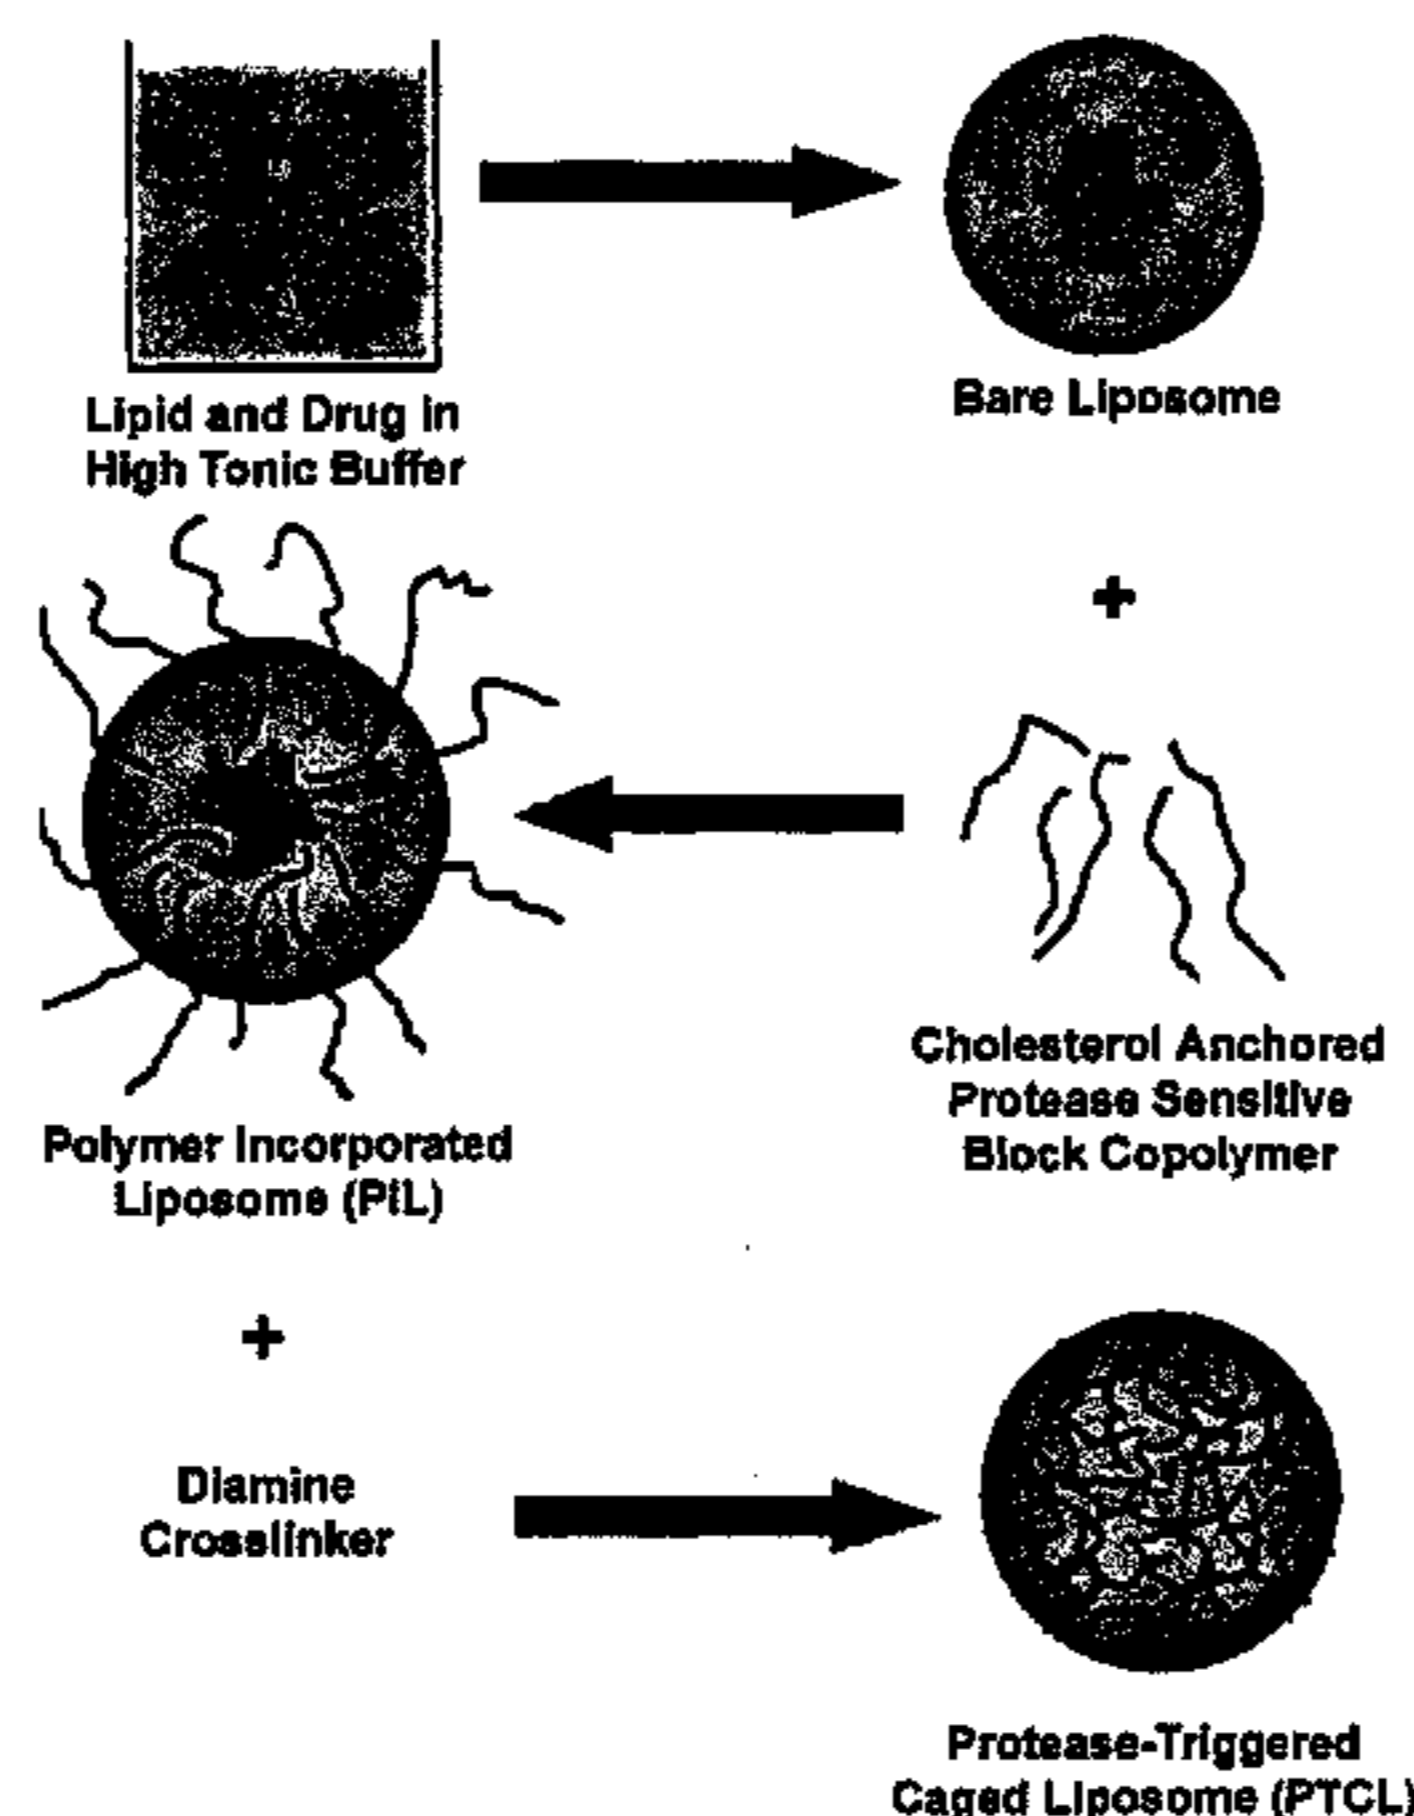 Lipid and Drug in
High Tonic Buffer
Bare Liposome
+
Cholesterol Anchored
Protease Sensitive
Block Copolymer
Polymer Incorporated
Liposome (PIL)
+
Diamine
Crosslinker
Protease-Triggered
Caged Liposome (PTCL)